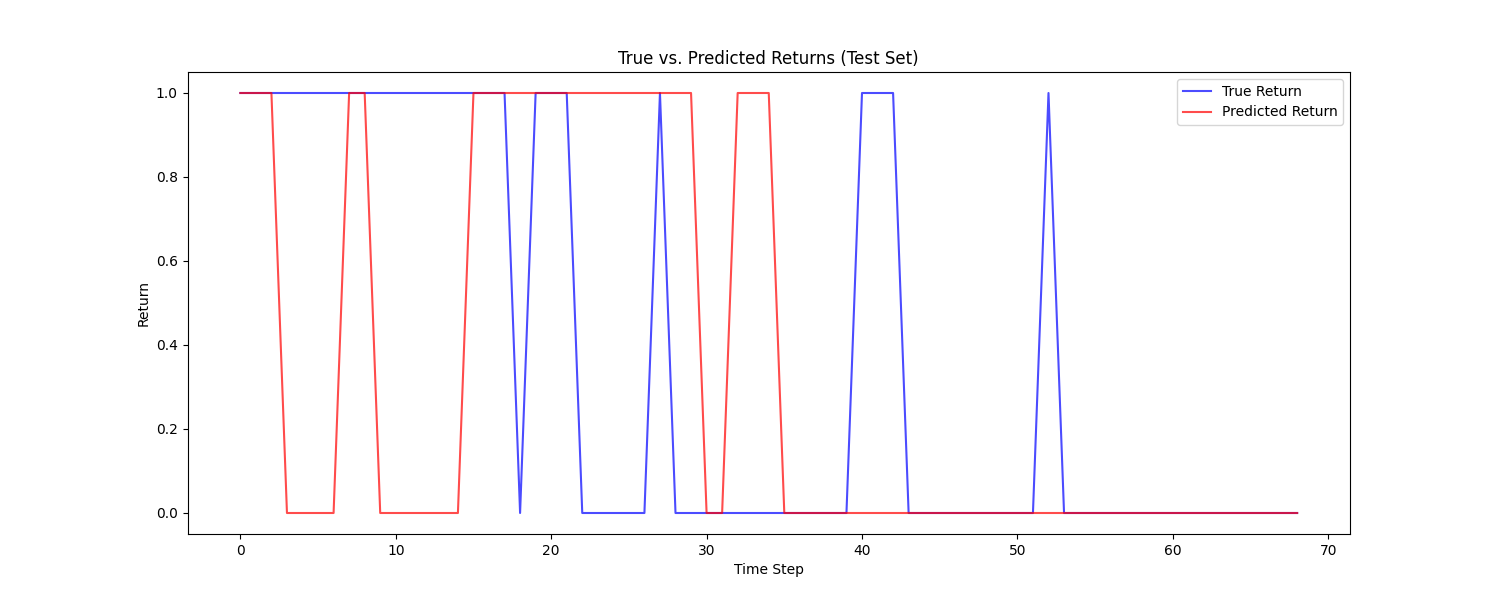 True vs. Predicted Returns (Test Set)
True Return
Predicted Return
1.0
0.8
0.6
0.4
0.2
0.0
Return
0 10 20 30 40 50 60 70
Time Step